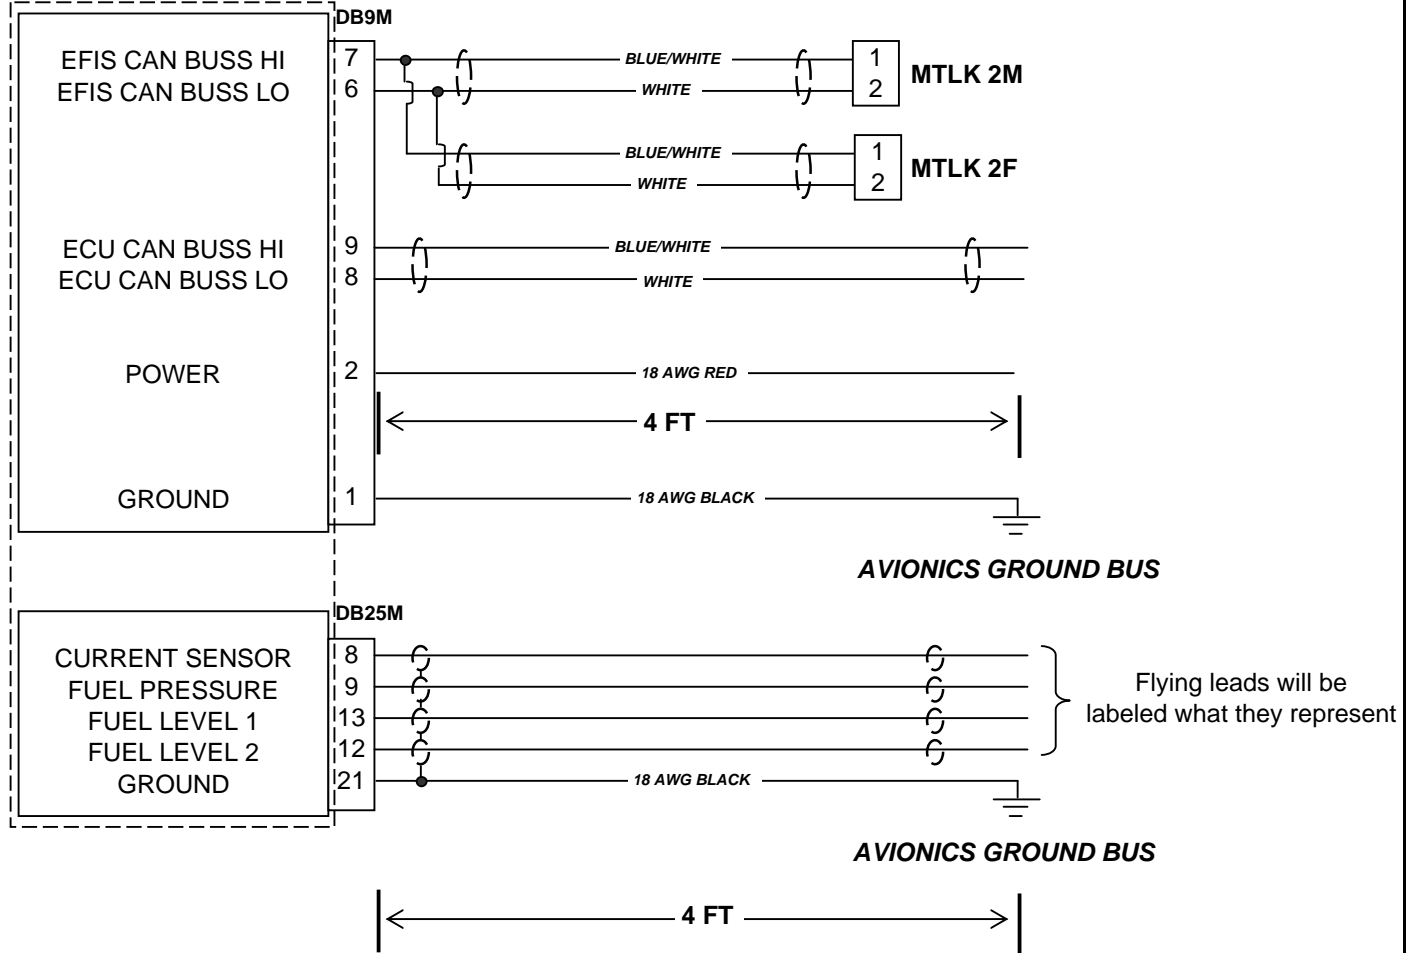 DB9M
EFIS CAN BUSS HI 7 BLUE/WHITE 1
EFIS CAN BUSS LO 6 WHITE 2
MTLK 2M
BLUE/WHITE 1
WHITE 2
MTLK 2F
ECU CAN BUSS HI 9 BLUE/WHITE
ECU CAN BUSS LO 8 WHITE
POWER 2 18 AWG RED
4 FT
GROUND 1 18 AWG BLACK
AVIONICS GROUND BUS
DB25M
CURRENT SENSOR 8
FUEL PRESSURE 9
FUEL LEVEL 1 13
FUEL LEVEL 2 12
GROUND 21 18 AWG BLACK
Flying leads will be
labeled what they represent
AVIONICS GROUND BUS
4 FT